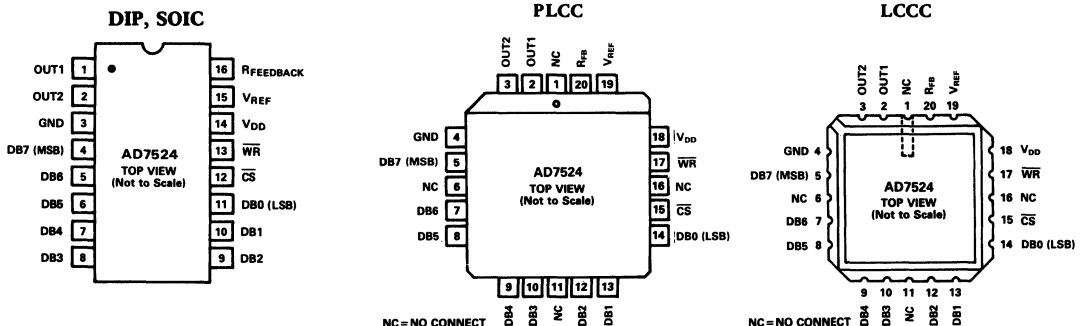 DIP, SOIC
OUT1 1
OUT2 2
GND 3
DB7 (MSB) 4
DB6 5
DB5 6
DB4 7
DB3 8
16 RFEEDBACK
15 VREF
14 VDD
13 WR
12 CS
11 DB0 (LSB)
10 DB1
9 DB2
AD7524
TOP VIEW
(Not to Scale)
PLCC
OUT2 OUT1 NC RFB VREF
3 2 1 20 19
GND 4
DB7 (MSB) 5
NC 6
DB6 7
DB5 8
18 VDD
17 WR
16 NC
15 CS
14 DB0 (LSB)
AD7524
TOP VIEW
(Not to Scale)
9 10 11 12 13
DB4 DB3 NC DB2 DB1
NC = NO CONNECT
LCCC
OUT2 OUT1 NC RFB VREF
3 2 1 20 19
GND 4
DB7 (MSB) 5
NC 6
DB6 7
DB5 8
18 VDD
17 WR
16 NC
15 CS
14 DB0 (LSB)
AD7524
TOP VIEW
(Not to Scale)
9 10 11 12 13
DB4 DB3 NC DB2 DB1
NC = NO CONNECT